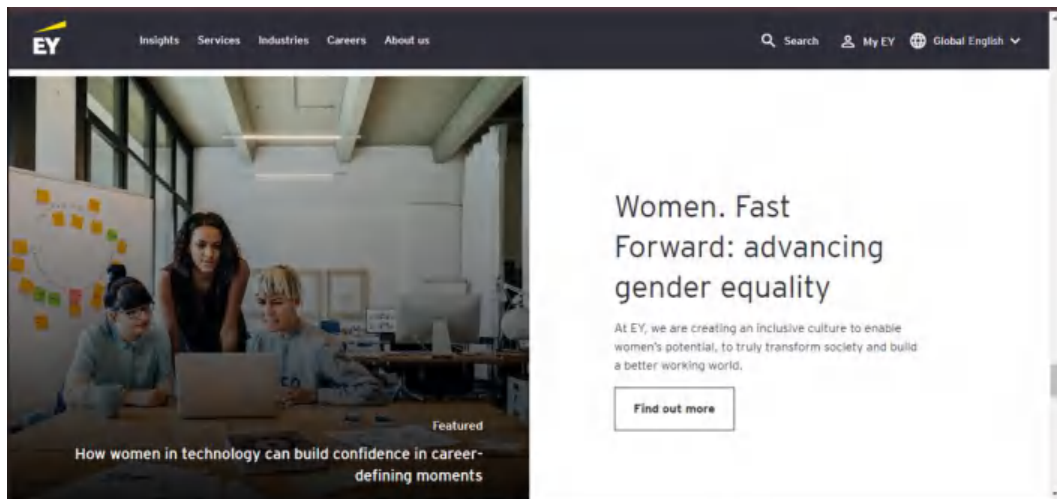 EY
Insights Services Industries Careers About us
Search My EY Global English
Women. Fast
Forward: advancing
gender equality
At EY, we are creating an inclusive culture to enable
women's potential, to truly transform society and build
a better working world.
Find out more
Featured
How women in technology can build confidence in career-
defining moments